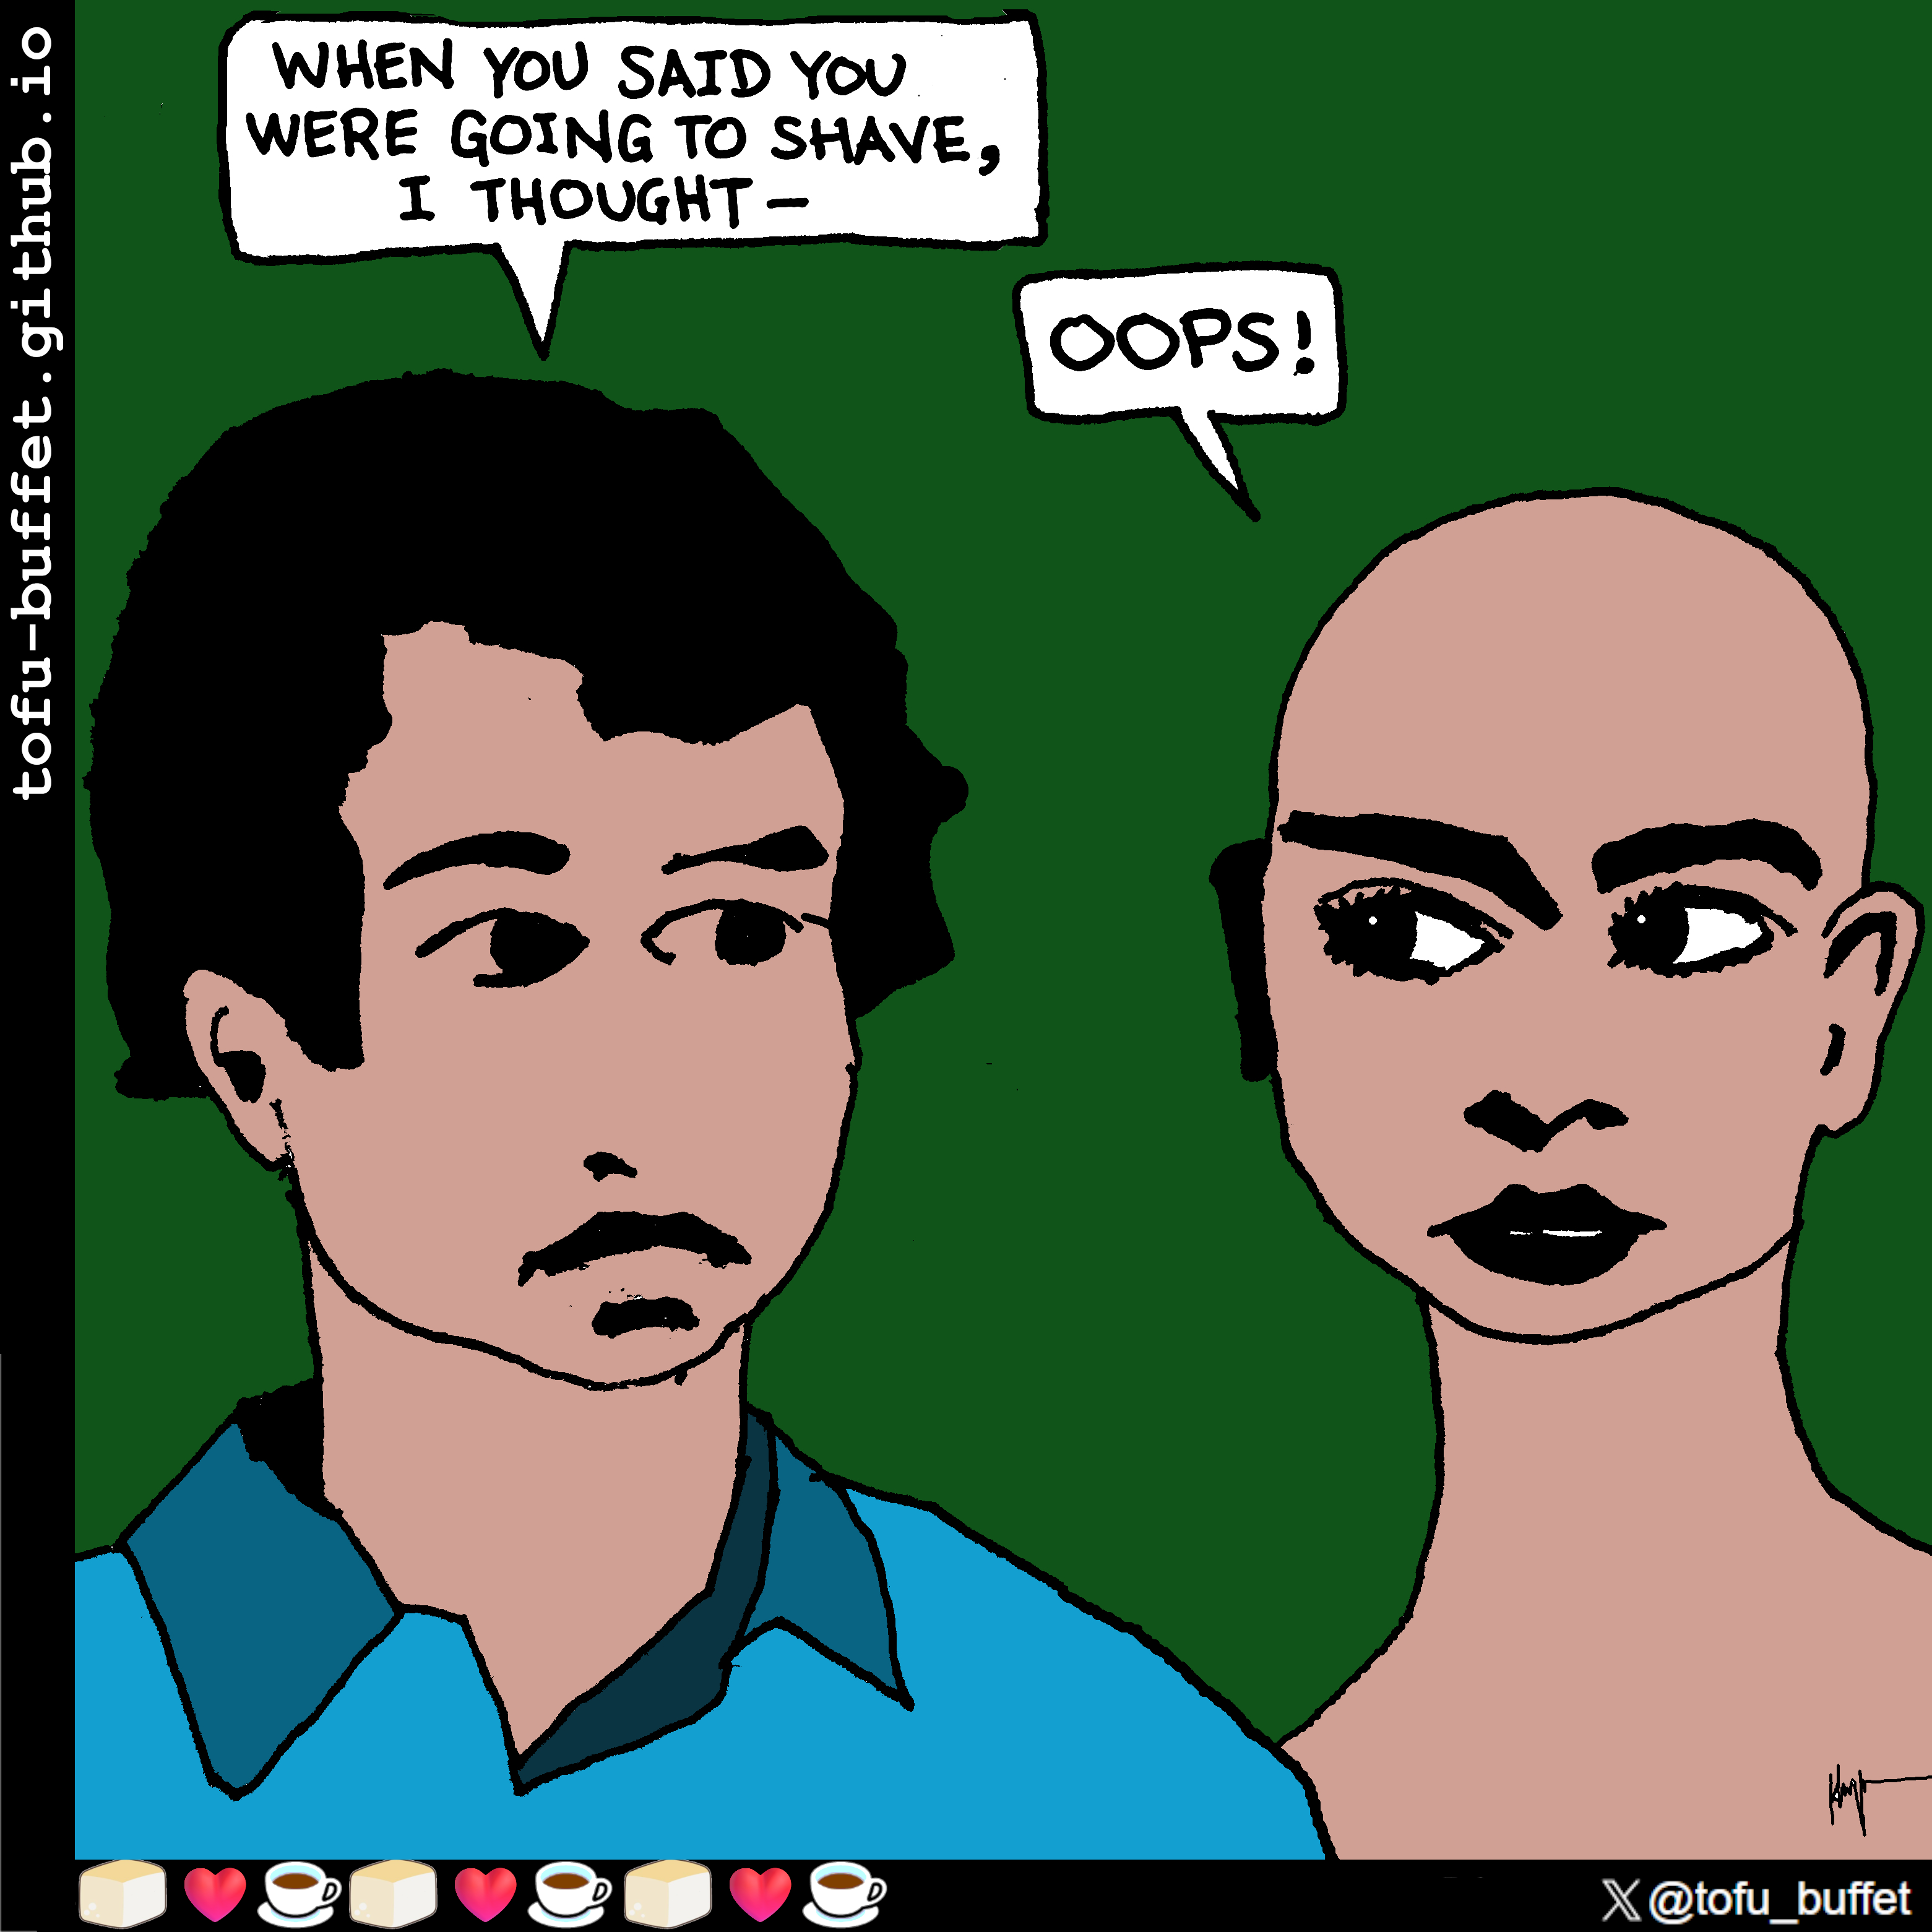 WHEN YOU SAID YOU
WERE GOING TO SHAVE,
I THOUGHT—
OOPS!
tofu-buffet.github.io
𝕏 @tofu_buffet